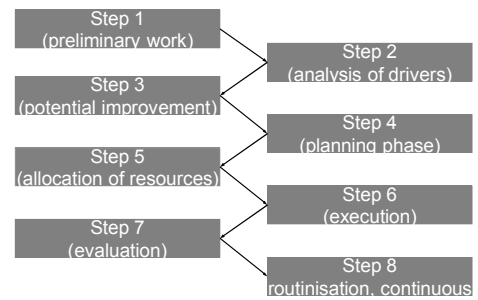 Step 1
(preliminary work)
Step 2
(analysis of drivers)
Step 3
(potential improvement)
Step 4
(planning phase)
Step 5
(allocation of resources)
Step 6
(execution)
Step 7
(evaluation)
Step 8
routinisation, continuous